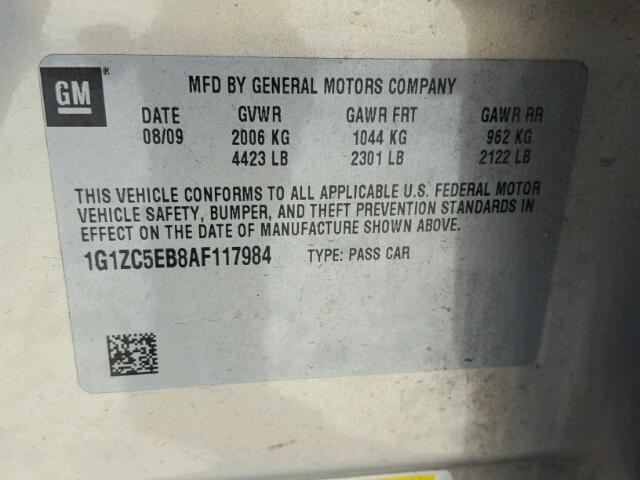 GM®
MFD BY GENERAL MOTORS COMPANY
DATE GVWR GAWR FRT GAWR RR
08/09 2006 KG 1044 KG 962 KG
4423 LB 2301 LB 2122 LB
THIS VEHICLE CONFORMS TO ALL APPLICABLE U.S. FEDERAL MOTOR
VEHICLE SAFETY, BUMPER, AND THEFT PREVENTION STANDARDS IN
EFFECT ON THE DATE OF MANUFACTURE SHOWN ABOVE.
1G1ZC5EB8AF117984 TYPE: PASS CAR